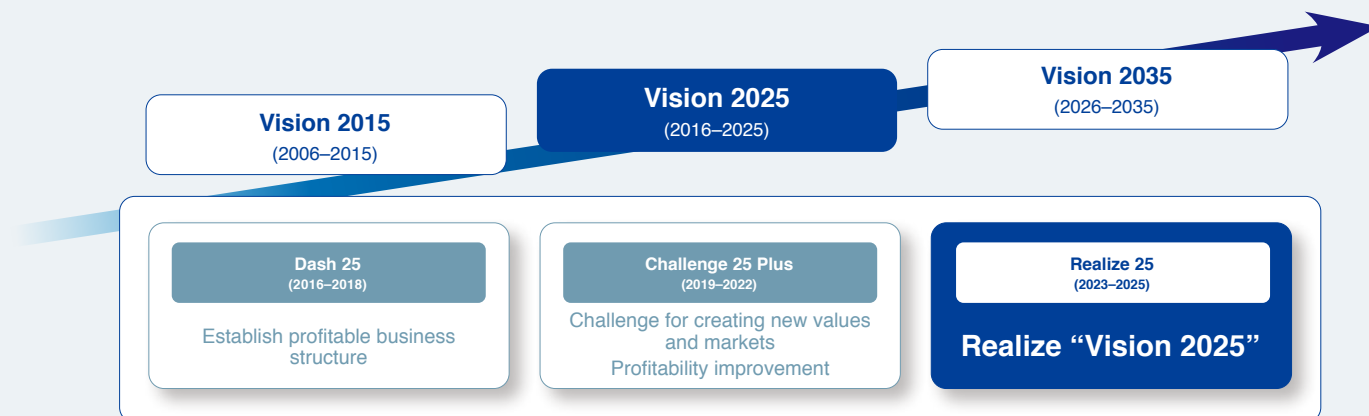 Vision 2015
(2006–2015)
Vision 2025
(2016–2025)
Vision 2035
(2026–2035)
Dash 25
(2016–2018)
Establish profitable business
structure
Challenge 25 Plus
(2019–2022)
Challenge for creating new values
and markets
Profitability improvement
Realize 25
(2023–2025)
Realize “Vision 2025”